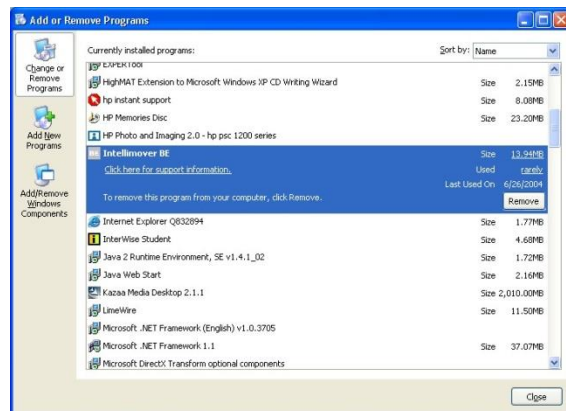 Add or Remove Programs
Change or Remove Programs
Add New Programs
Add/Remove Windows Components
Currently installed programs:
Sort by: Name
EXPERTool
HighMAT Extension to Microsoft Windows XP CD Writing Wizard Size 2.15MB
hp instant support Size 8.08MB
HP Memories Disc Size 23.20MB
HP Photo and Imaging 2.0 - hp psc 1200 series
Intellimover BE Size 13.94MB
Click here for support information. Used rarely
Last Used On 6/26/2004
To remove this program from your computer, click Remove. Remove
Internet Explorer Q832894 Size 1.77MB
InterWise Student Size 4.68MB
Java 2 Runtime Environment, SE v1.4.1_02 Size 1.72MB
Java Web Start Size 2.16MB
Kazaa Media Desktop 2.1.1 Size 2,010.00MB
LimeWire Size 11.50MB
Microsoft .NET Framework (English) v1.0.3705
Microsoft .NET Framework 1.1 Size 37.07MB
Microsoft DirectX Transform optional components
Close